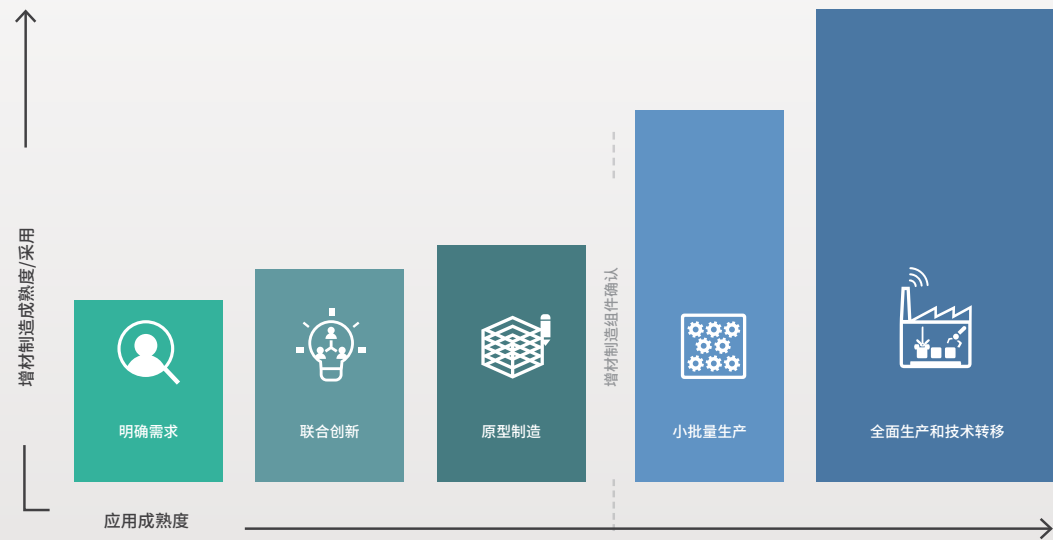 增材制造成熟度/采用
明确需求
联合创新
原型制造
增材制造组件确认
小批量生产
全面生产和技术转移
应用成熟度